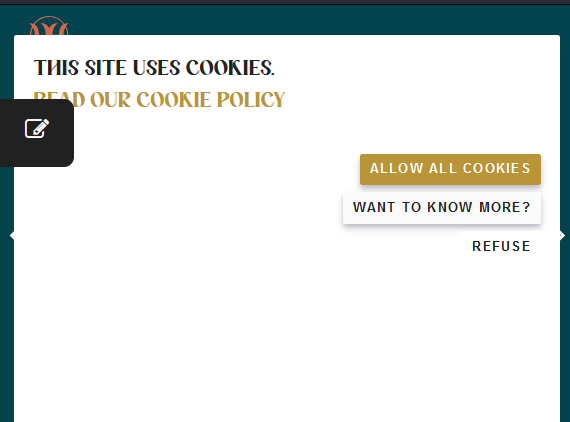 THIS SITE USES COOKIES.
READ OUR COOKIE POLICY
ALLOW ALL COOKIES
WANT TO KNOW MORE?
REFUSE